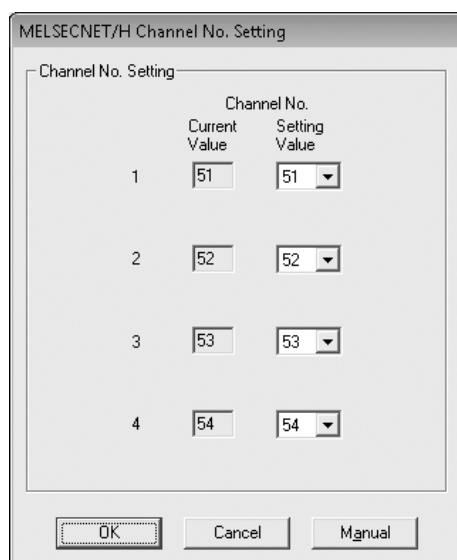 MELSECNET/H Channel No. Setting
Channel No. Setting
Channel No.
Current Value Setting Value
1 51 51
2 52 52
3 53 53
4 54 54
OK Cancel Manual